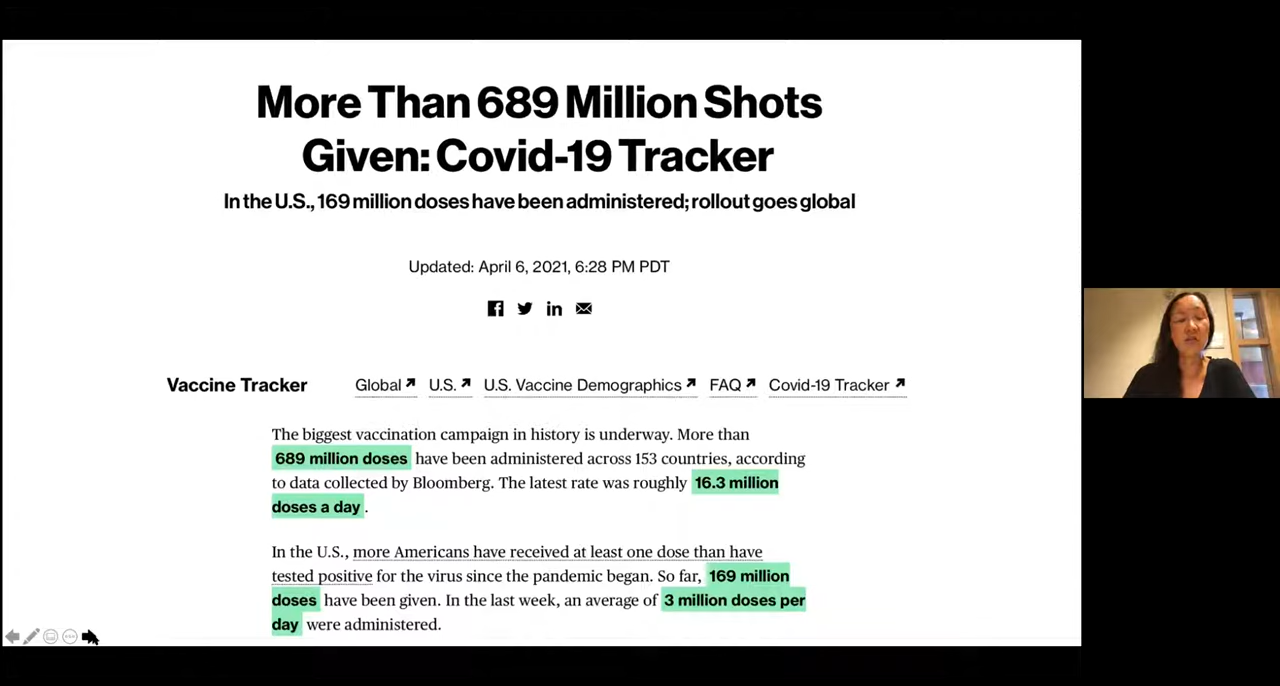 More Than 689 Million Shots
Given: Covid-19 Tracker
In the U.S., 169 million doses have been administered; rollout goes global
Updated: April 6, 2021, 6:28 PM PDT
Vaccine Tracker Global U.S. U.S. Vaccine Demographics FAQ Covid-19 Tracker
The biggest vaccination campaign in history is underway. More than
689 million doses have been administered across 153 countries, according
to data collected by Bloomberg. The latest rate was roughly 16.3 million
doses a day .
In the U.S., more Americans have received at least one dose than have
tested positive for the virus since the pandemic began. So far, 169 million
doses have been given. In the last week, an average of 3 million doses per
day were administered.